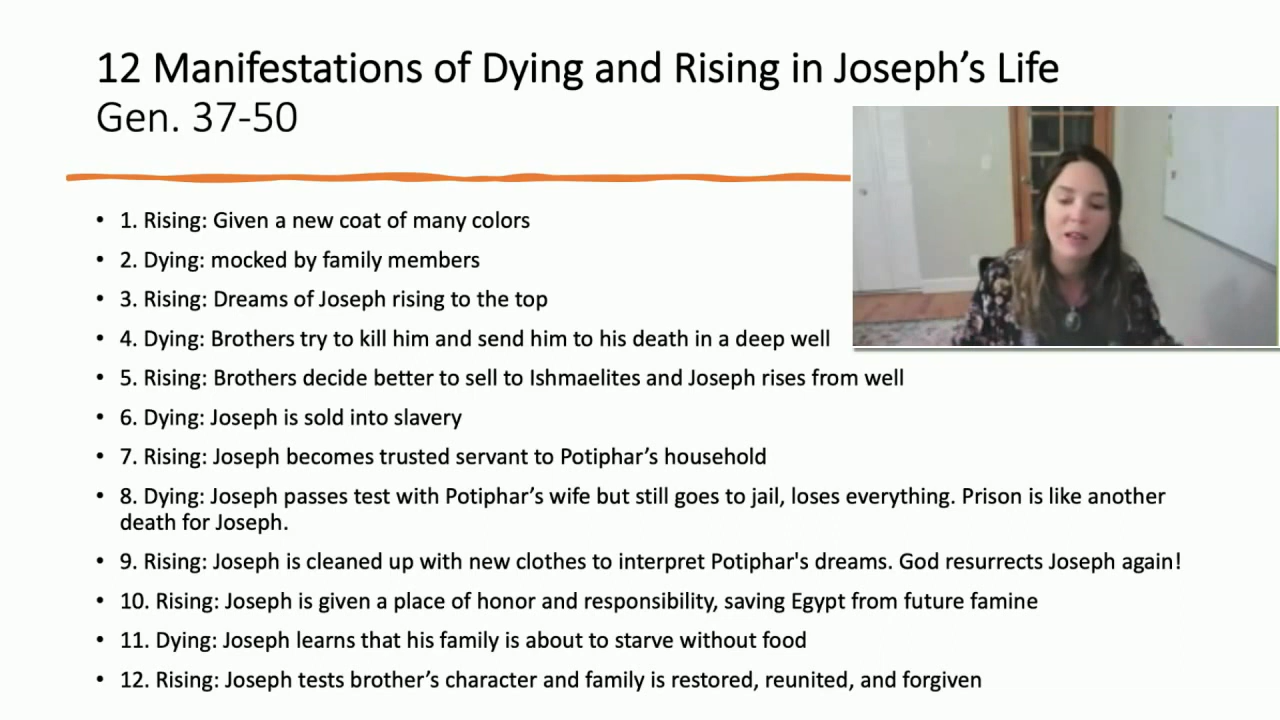 12 Manifestations of Dying and Rising in Joseph’s Life
Gen. 37-50
• 1. Rising: Given a new coat of many colors
• 2. Dying: mocked by family members
• 3. Rising: Dreams of Joseph rising to the top
• 4. Dying: Brothers try to kill him and send him to his death in a deep well
• 5. Rising: Brothers decide better to sell to Ishmaelites and Joseph rises from well
• 6. Dying: Joseph is sold into slavery
• 7. Rising: Joseph becomes trusted servant to Potiphar’s household
• 8. Dying: Joseph passes test with Potiphar’s wife but still goes to jail, loses everything. Prison is like another
death for Joseph.
• 9. Rising: Joseph is cleaned up with new clothes to interpret Potiphar's dreams. God resurrects Joseph again!
• 10. Rising: Joseph is given a place of honor and responsibility, saving Egypt from future famine
• 11. Dying: Joseph learns that his family is about to starve without food
• 12. Rising: Joseph tests brother’s character and family is restored, reunited, and forgiven